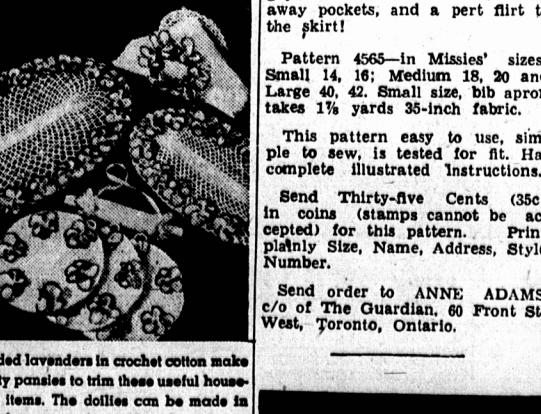 ded lavenders in crochet cotton make
ty pansies to trim these useful house-
items. The doilies can be made in
away pockets, and a pert flirt t
the skirt!
Pattern 4565—in Missies' sizes
Small 14, 16; Medium 18, 20 and
Large 40, 42. Small size, bib apron
takes 1⅞ yards 35-inch fabric.
This pattern easy to use, sim
ple to sew, is tested for fit. Ha
complete illustrated Instructions.
Send Thirty-five Cents (35c
in coins (stamps cannot be ac
cepted) for this pattern. Prin
plainly Size, Name, Address, Style
Number.
Send order to ANNE ADAMS
c/o of The Guardian, 60 Front St
West, Toronto, Ontario.